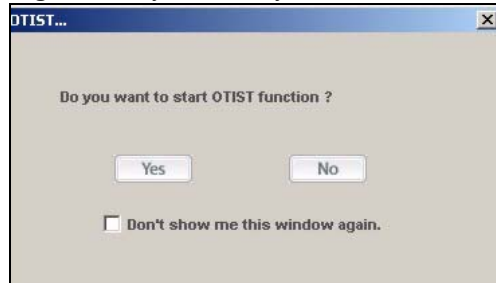 OTIST...
Do you want to start OTIST function ?
Yes
No
Don't show me this window again.